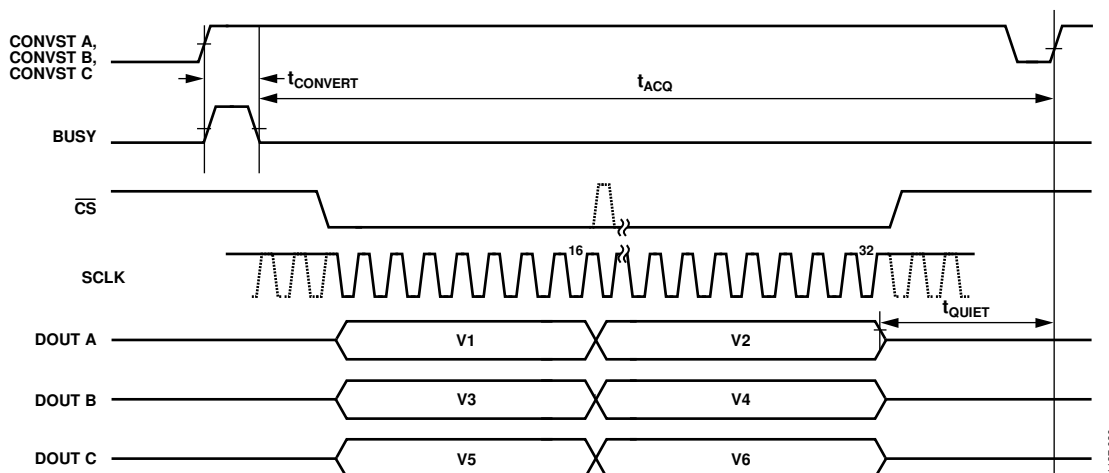 CONVST A,
CONVST B,
CONVST C
tCONVERT
tACQ
BUSY
CS
SCLK
16
32
tQUIET
DOUT A
V1
V2
DOUT B
V3
V4
DOUT C
V5
V6